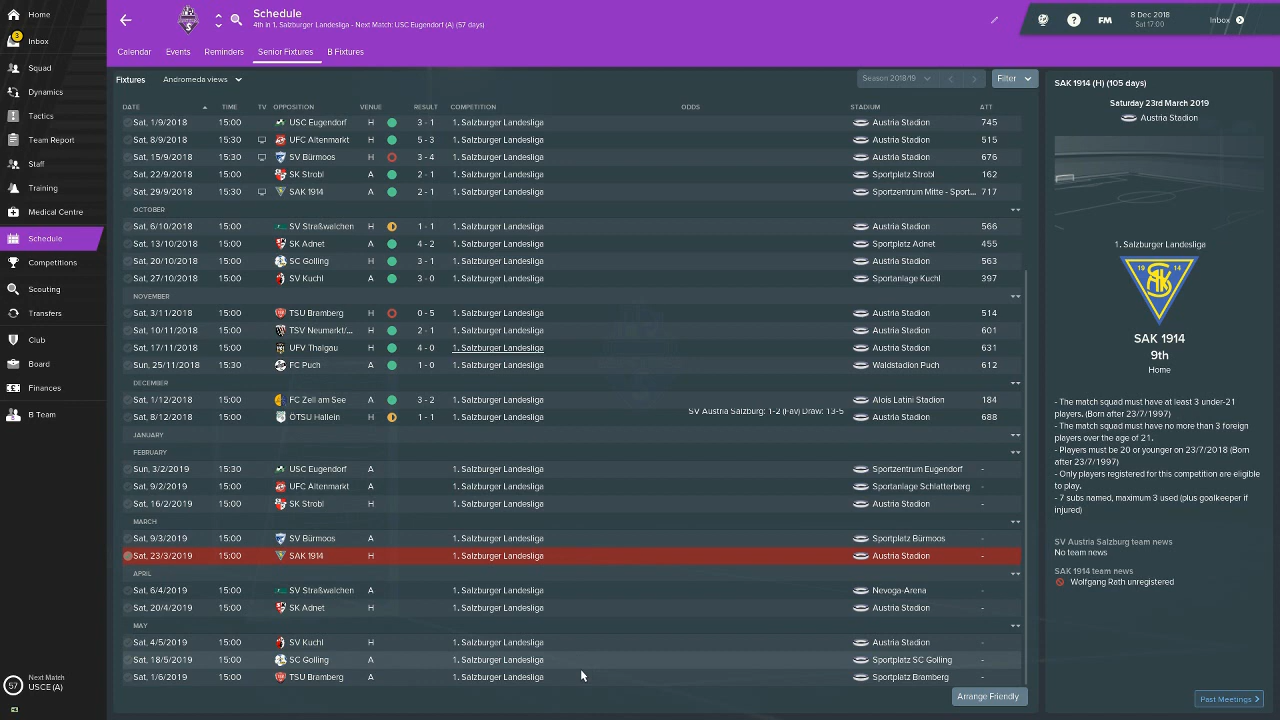 Home
3
Inbox
Squad
Dynamics
Tactics
Team Report
Staff
Training
Medical Centre
Schedule
Competitions
Scouting
Transfers
Club
Board
Finances
B Team
57
Next Match
USCE (A)
Schedule
4th in 1. Salzburger Landesliga - Next Match: USC Eugendorf (A) (57 days)
? FM 8 Dec 2018 Sat 17:00 Inbox
Calendar Events Reminders Senior Fixtures B Fixtures
Fixtures Andromeda views Season 2018/19 Filter
DATE TIME TV OPPOSITION VENUE RESULT COMPETITION ODDS STADIUM ATT
Sat, 1/9/2018 15:00 USC Eugendorf H 3 - 1 1. Salzburger Landesliga Austria Stadion 745
Sat, 8/9/2018 15:30 UFC Altenmarkt H 5 - 3 1. Salzburger Landesliga Austria Stadion 515
Sat, 15/9/2018 15:30 SV Bürmoos H 3 - 4 1. Salzburger Landesliga Austria Stadion 676
Sat, 22/9/2018 15:00 SK Strobl A 2 - 1 1. Salzburger Landesliga Sportplatz Strobl 162
Sat, 29/9/2018 15:30 SAK 1914 A 2 - 1 1. Salzburger Landesliga Sportzentrum Mitte - Sport... 717
OCTOBER
Sat, 6/10/2018 15:00 SV Straßwalchen H 1 - 1 1. Salzburger Landesliga Austria Stadion 566
Sat, 13/10/2018 15:00 SK Adnet A 4 - 2 1. Salzburger Landesliga Sportplatz Adnet 455
Sat, 20/10/2018 15:00 SC Golling H 3 - 1 1. Salzburger Landesliga Austria Stadion 563
Sat, 27/10/2018 15:00 SV Kuchl A 3 - 0 1. Salzburger Landesliga Sportanlage Kuchl 397
NOVEMBER
Sat, 3/11/2018 15:00 TSU Bramberg H 0 - 5 1. Salzburger Landesliga Austria Stadion 514
Sat, 10/11/2018 15:00 TSV Neumarkt/... H 2 - 1 1. Salzburger Landesliga Austria Stadion 601
Sat, 17/11/2018 15:00 UFV Thalgau H 4 - 0 1. Salzburger Landesliga Austria Stadion 631
Sun, 25/11/2018 15:30 FC Puch A 1 - 0 1. Salzburger Landesliga Waldstadion Puch 612
DECEMBER
Sat, 1/12/2018 15:00 FC Zell am See A 3 - 2 1. Salzburger Landesliga Alois Latini Stadion 184
Sat, 8/12/2018 15:00 ÖTSU Hallein H 1 - 1 1. Salzburger Landesliga SV Austria Salzburg: 1-2 (Fav) Draw: 13-5 Austria Stadion 688
JANUARY
FEBRUARY
Sun, 3/2/2019 15:30 USC Eugendorf A 1. Salzburger Landesliga Sportzentrum Eugendorf -
Sat, 9/2/2019 15:00 UFC Altenmarkt A 1. Salzburger Landesliga Sportanlage Schlatterberg -
Sat, 16/2/2019 15:00 SK Strobl H 1. Salzburger Landesliga Austria Stadion -
MARCH
Sat, 9/3/2019 15:00 SV Bürmoos A 1. Salzburger Landesliga Sportplatz Bürmoos -
Sat, 23/3/2019 15:00 SAK 1914 H 1. Salzburger Landesliga Austria Stadion -
APRIL
Sat, 6/4/2019 15:00 SV Straßwalchen A 1. Salzburger Landesliga Nevoga-Arena -
Sat, 20/4/2019 15:00 SK Adnet H 1. Salzburger Landesliga Austria Stadion -
MAY
Sat, 4/5/2019 15:00 SV Kuchl H 1. Salzburger Landesliga Austria Stadion -
Sat, 18/5/2019 15:00 SC Golling A 1. Salzburger Landesliga Sportplatz SC Golling -
Sat, 1/6/2019 15:00 TSU Bramberg A 1. Salzburger Landesliga Sportplatz Bramberg -
Arrange Friendly
SAK 1914 (H) (105 days)
Saturday 23rd March 2019
Austria Stadion
1. Salzburger Landesliga
19 14
SAK
SAK 1914
9th
Home
- The match squad must have at least 3 under-21
players. (Born after 23/7/1997)
- The match squad must have no more than 3 foreign
players over the age of 21.
- Players must be 20 or younger on 23/7/2018 (Born
after 23/7/1997)
- Only players registered for this competition are eligible
to play.
- 7 subs named, maximum 3 used (plus goalkeeper if
injured)
SV Austria Salzburg team news
No team news
SAK 1914 team news
Wolfgang Rath unregistered
Past Meetings